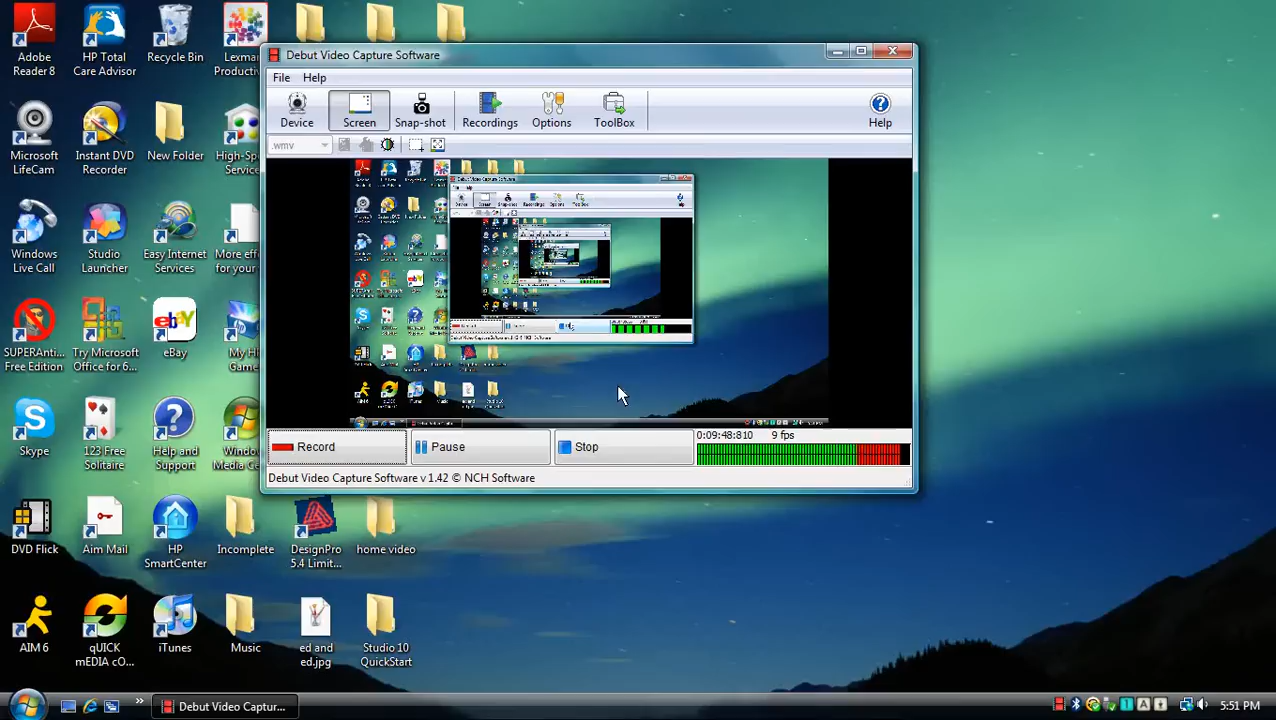 Adobe Reader 8
HP Total Care Advisor
Recycle Bin
Lexmar
Productiv
Microsoft LifeCam
Instant DVD Recorder
New Folder
High-Spe
Service
Windows Live Call
Studio Launcher
Easy Internet Services
More effe
for your
SUPERAnti...
Free Edition
Try Microsoft Office for 6...
eBay
My HP
Game
Skype
123 Free Solitaire
Help and Support
Window
Media Ce
DVD Flick
Aim Mail
HP SmartCenter
Incomplete
DesignPro 5.4 Limit...
home video
AIM 6
qUICK mEDIA cO...
iTunes
Music
ed and ed.jpg
Studio 10 QuickStart
Debut Video Capture Software
File Help
Device Screen Snap-shot Recordings Options ToolBox Help
.wmv
Record Pause Stop
0:09:48:810 9 fps
Debut Video Capture Software v 1.42 © NCH Software
» Debut Video Captur... 5:51 PM